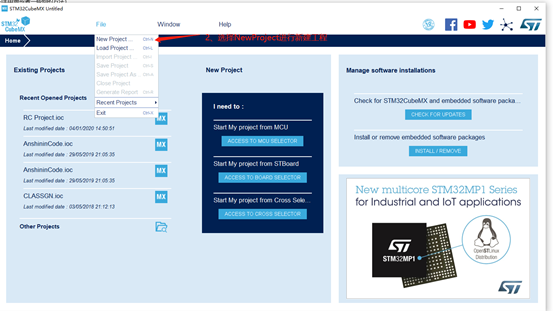 STM32CubeMX Untitled
STM32
CubeMX
File
Window
Help
Home
New Project ...
Ctrl-N
Load Project ...
Ctrl-L
Import Project ...
Ctrl-I
Save Project
Ctrl-S
Save Project As...
Ctrl-A
Close Project
Ctrl-C
Generate Report
Ctrl-R
Recent Projects
Exit
Ctrl-X
2、选择NewProject进行新建工程
Existing Projects
Recent Opened Projects
RC Project.ioc
Last modified date : 04/01/2020 14:50:51
MX
AnshininCode.ioc
Last modified date : 29/05/2019 21:05:35
MX
AnshininCode.ioc
Last modified date : 29/05/2019 21:05:35
MX
CLASSGN.ioc
Last modified date : 03/05/2018 21:12:13
MX
Other Projects
New Project
I need to :
Start My project from MCU
ACCESS TO MCU SELECTOR
Start My project from STBoard
ACCESS TO BOARD SELECTOR
Start My project from Cross Sele...
ACCESS TO CROSS SELECTOR
Manage software installations
Check for STM32CubeMX and embedded software packa...
CHECK FOR UPDATES
Install or remove embedded software packages
INSTALL / REMOVE
New multicore STM32MP1 Series
for Industrial and IoT applications
STM32MP1
OpenSTLinux
Distribution